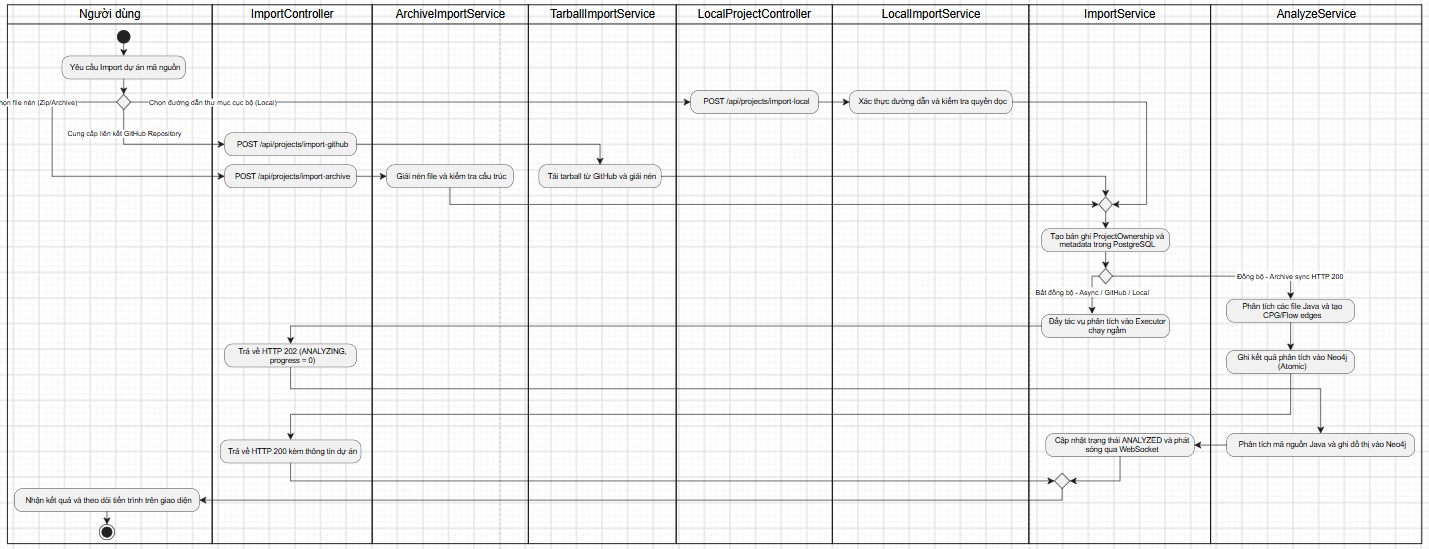 Người dùng
ImportController
ArchiveImportService
TarballImportService
LocalProjectController
LocalImportService
ImportService
AnalyzeService
Yêu cầu Import dự án mã nguồn
họn file nén (Zip/Archive)
Chọn đường dẫn thư mục cục bộ (Local)
POST /api/projects/import-local
Xác thực đường dẫn và kiểm tra quyền đọc
Cung cấp liên kết GitHub Repository
POST /api/projects/import-github
POST /api/projects/import-archive
Giải nén file và kiểm tra cấu trúc
Tải tarball từ GitHub và giải nén
Tạo bản ghi ProjectOwnership và
metadata trong PostgreSQL
Đồng bộ - Archive sync HTTP 200
Bất đồng bộ - Async / GitHub / Local
Phân tích các file Java và tạo
CPG/Flow edges
Đẩy tác vụ phân tích vào Executor
chạy ngầm
Trả về HTTP 202 (ANALYZING,
progress = 0)
Ghi kết quả phân tích vào Neo4j
(Atomic)
Trả về HTTP 200 kèm thông tin dự án
Cập nhật trạng thái ANALYZED và phát
sóng qua WebSocket
Phân tích mã nguồn Java và ghi đồ thị vào Neo4j
Nhận kết quả và theo dõi tiến trình trên giao diện